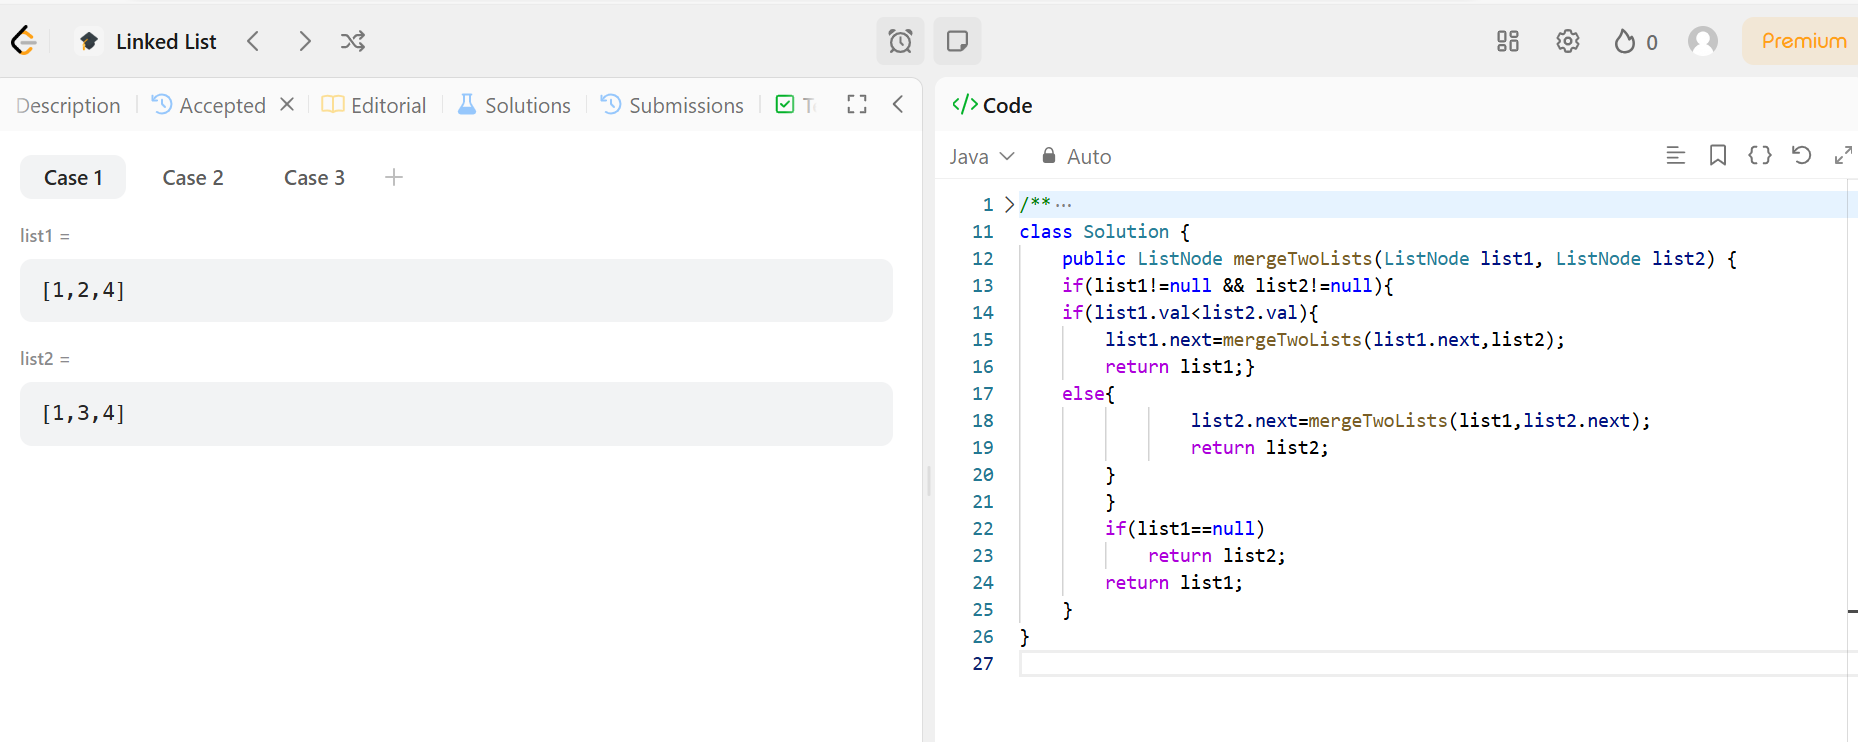 Linked List
0
Premium
Description
Accepted
Editorial
Solutions
Submissions
Case 1
Case 2
Case 3
list1 =
[1,2,4]
list2 =
[1,3,4]
</> Code
Java
Auto
1 /** ···
11 class Solution {
12     public ListNode mergeTwoLists(ListNode list1, ListNode list2) {
13     if(list1!=null && list2!=null){
14     if(list1.val<list2.val){
15         list1.next=mergeTwoLists(list1.next,list2);
16         return list1;}
17     else{
18                 list2.next=mergeTwoLists(list1,list2.next);
19                 return list2;
20         }
21         }
22         if(list1==null)
23             return list2;
24         return list1;
25     }
26 }
27